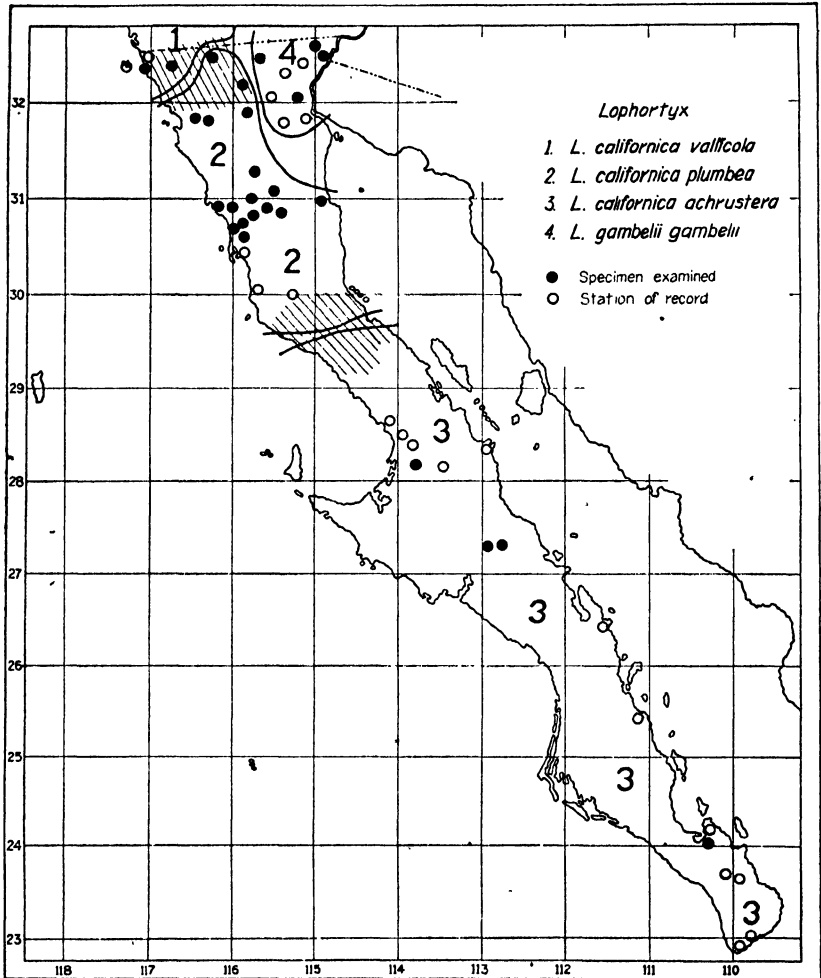 1
4
32
Lophortyx
1. L. californica vallicola
2
2. L. californica plumbea
31
3. L. californica achrustera
4. L. gambelii gambelii
● Specimen examined
2
○ Station of record
30
29
3
28
27
3
26
25
3
24
3
23
118 117 116 115 114 113 112 111 110